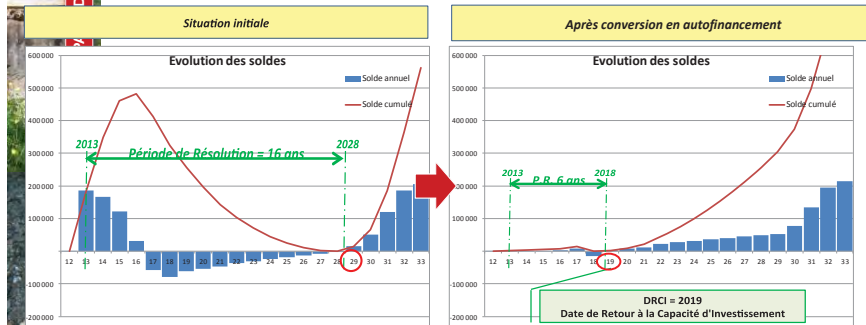 Situation initiale
Evolution des soldes
Solde annuel
Solde cumulé
600 000
500 000
400 000
300 000
200 000
100 000
-100 000
-200 000
2013
2028
Période de Résolution = 16 ans
12 13 14 15 16 17 18 19 20 21 22 23 24 25 26 27 28 29 30 31 32 33
Après conversion en autofinancement
Evolution des soldes
Solde annuel
Solde cumulé
600 000
500 000
400 000
300 000
200 000
100 000
-100 000
-200 000
2013
2018
P.R. 6 ans
12 13 14 15 16 17 18 19 20 21 22 23 24 25 26 27 28 29 30 31 32 33
DRCI = 2019
Date de Retour à la Capacité d'Investissement